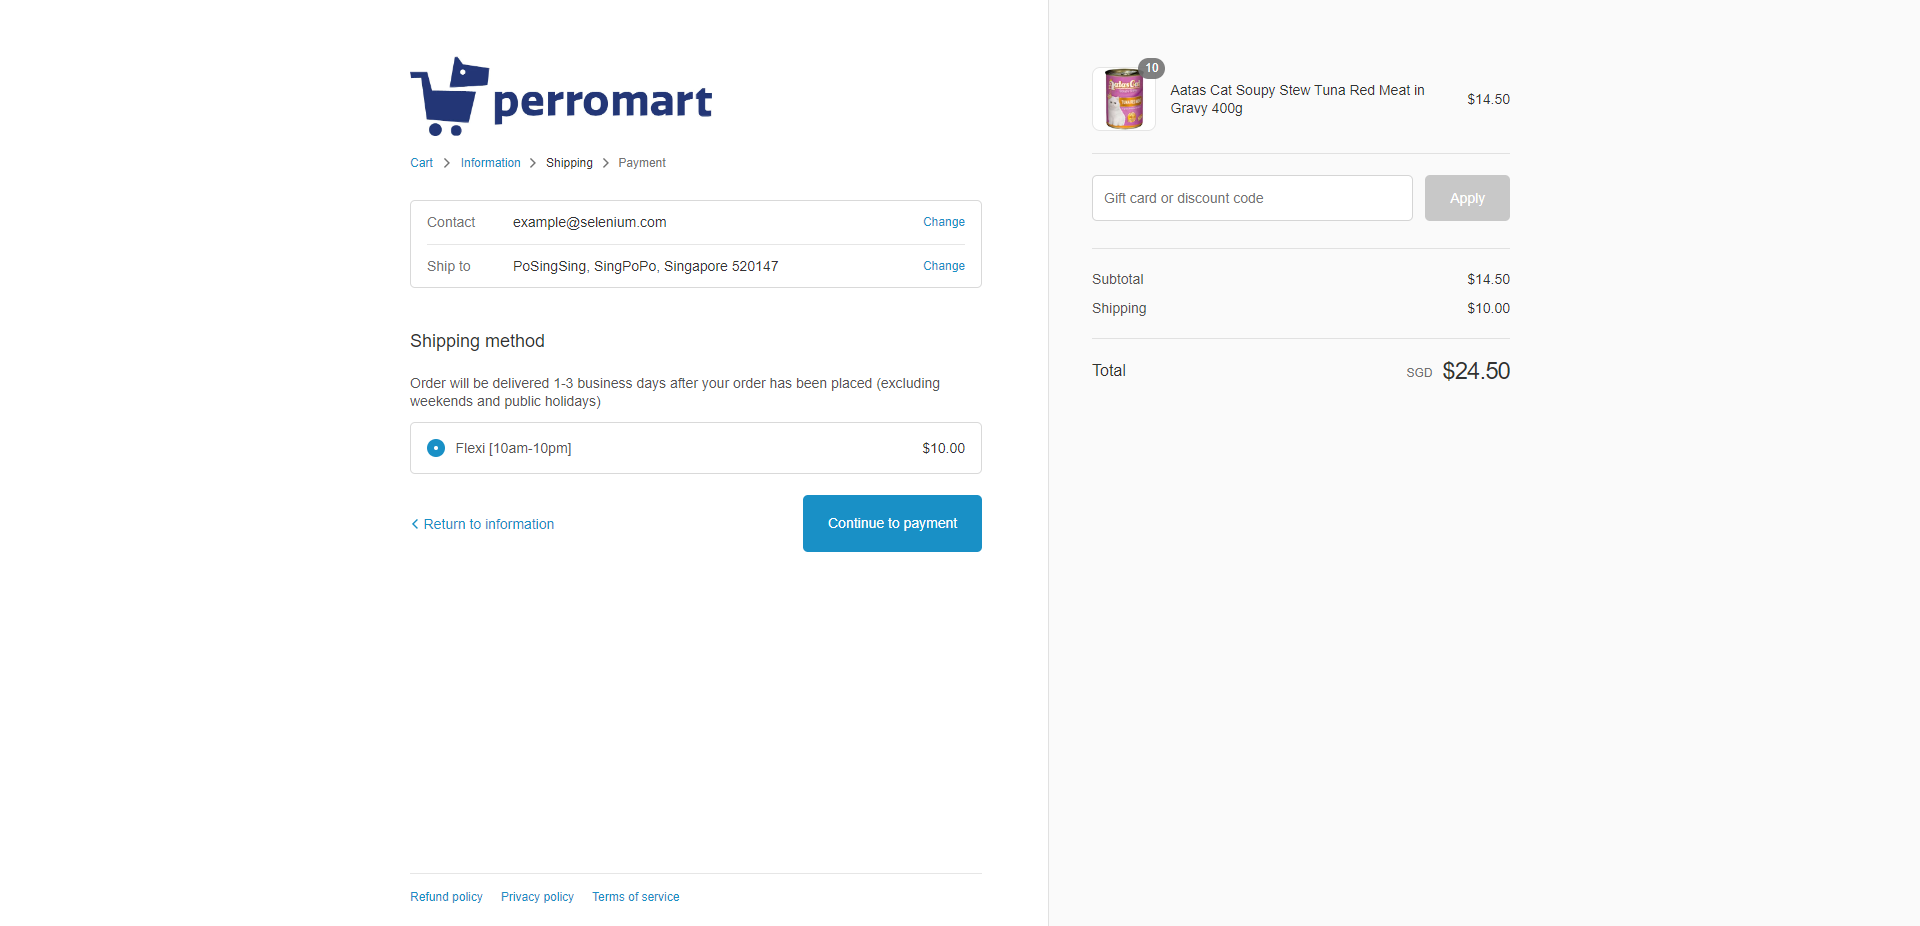 perromart
Cart > Information > Shipping > Payment
Contact example@selenium.com Change
Ship to PoSingSing, SingPoPo, Singapore 520147 Change
Shipping method
Order will be delivered 1-3 business days after your order has been placed (excluding
weekends and public holidays)
Flexi [10am-10pm] $10.00
< Return to information
Continue to payment
Refund policy Privacy policy Terms of service
10
AatasCat
Aatas Cat Soupy Stew Tuna Red Meat in
Gravy 400g
$14.50
Gift card or discount code Apply
Subtotal $14.50
Shipping $10.00
Total SGD $24.50